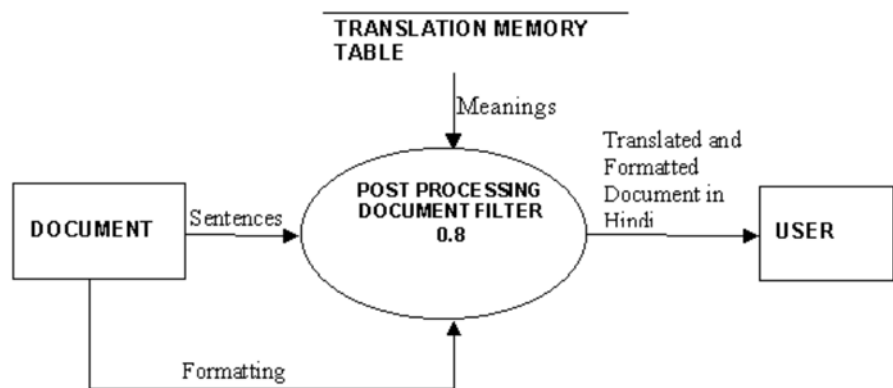 TRANSLATION MEMORY
TABLE
Meanings
Translated and
Formatted
Document in
Hindi
POST PROCESSING
DOCUMENT FILTER
0.8
DOCUMENT
Sentences
USER
Formatting